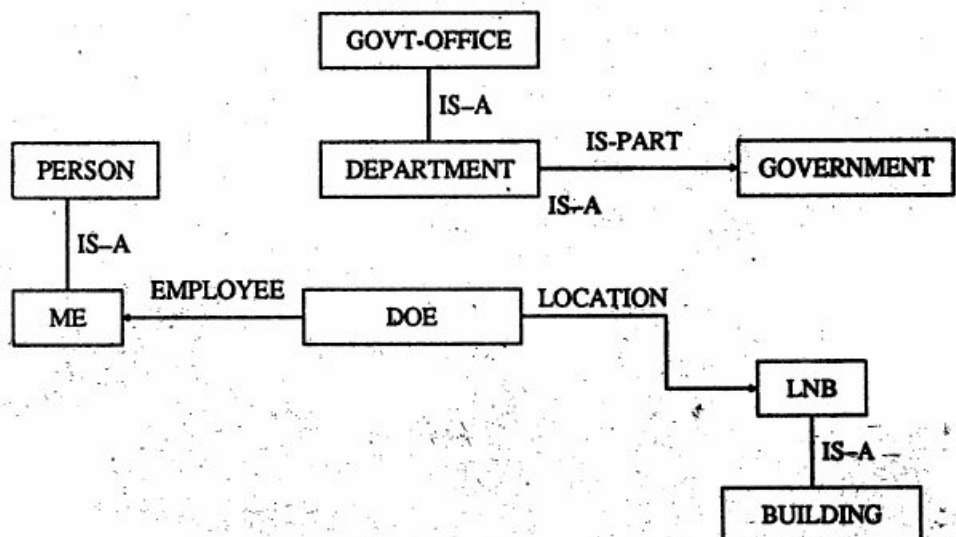 GOVT-OFFICE
IS-A
IS-PART
PERSON
DEPARTMENT
GOVERNMENT
IS-A
IS-A
EMPLOYEE
LOCATION
ME
DOE
LNB
IS-A
BUILDING